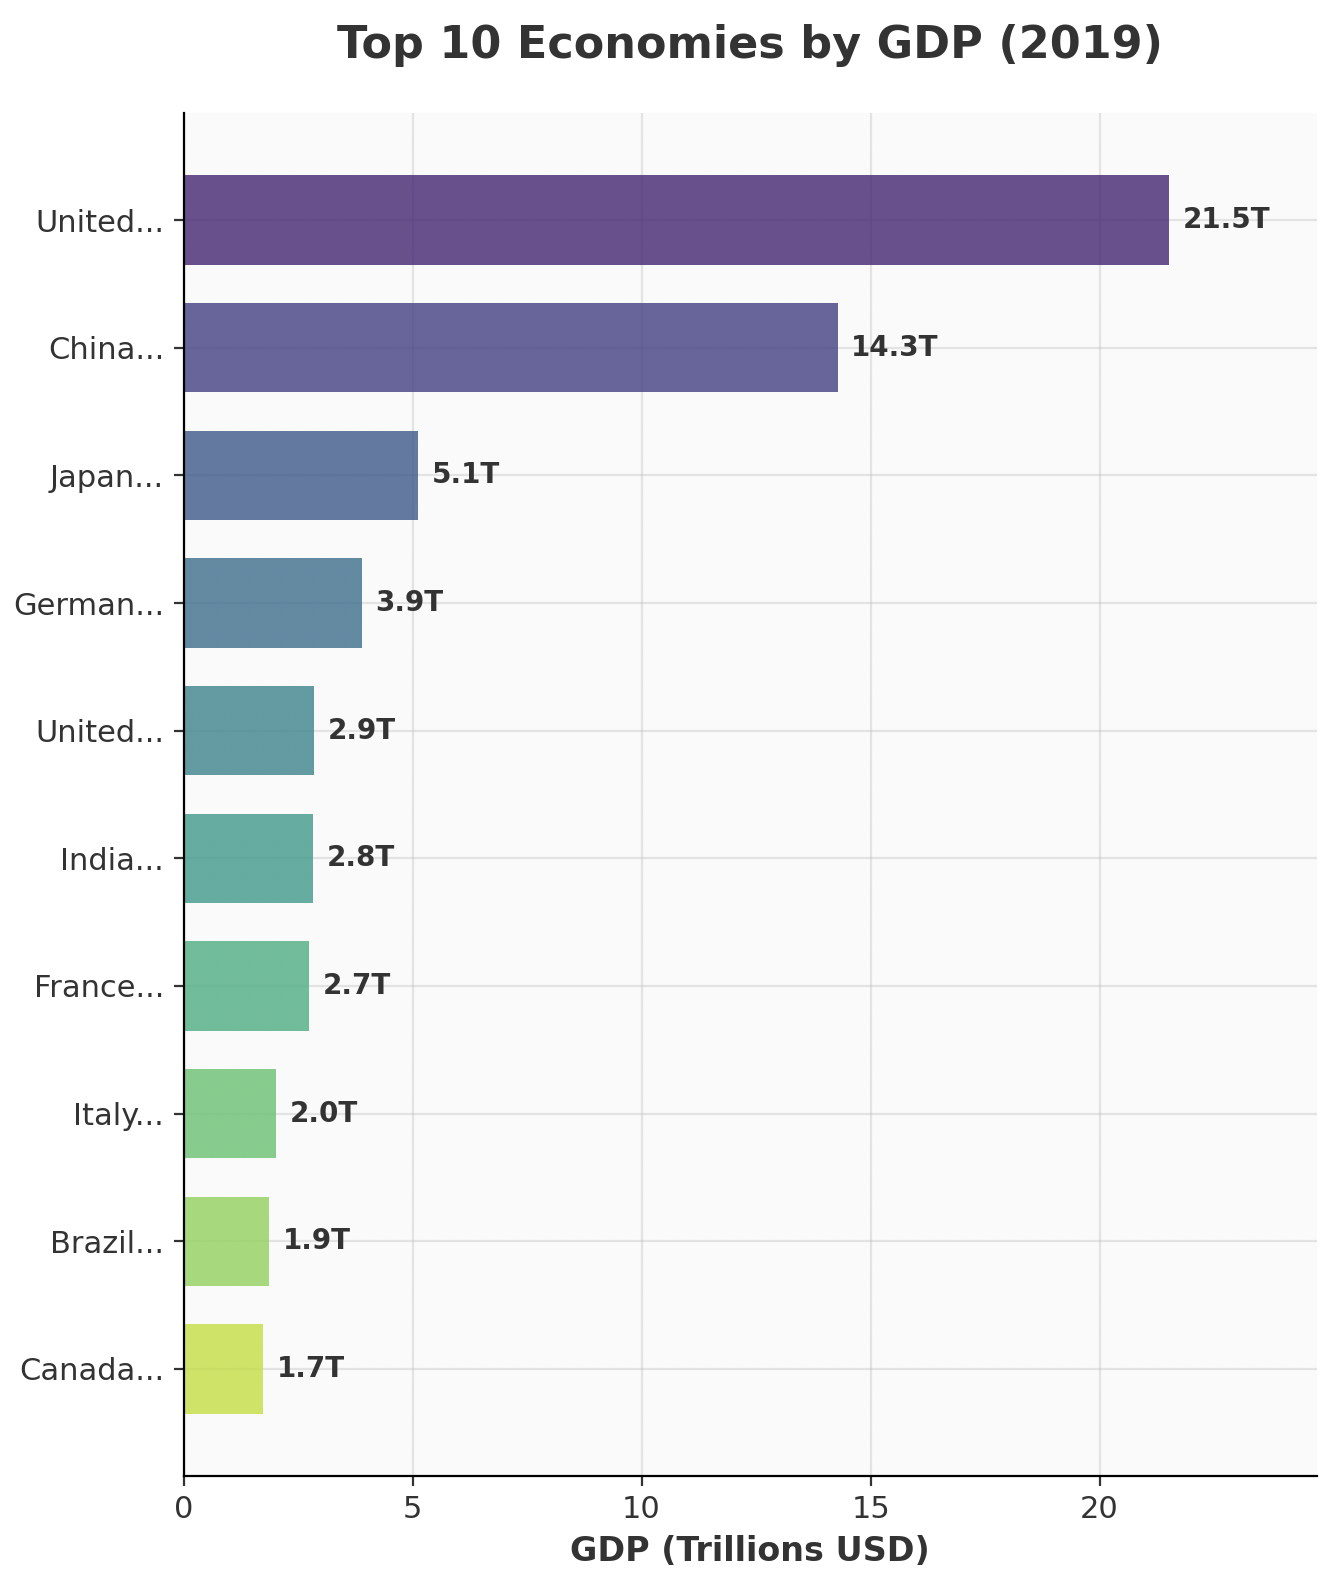 Top 10 Economies by GDP (2019)
United...
21.5T
China...
14.3T
Japan...
5.1T
German...
3.9T
United...
2.9T
India...
2.8T
France...
2.7T
Italy...
2.0T
Brazil...
1.9T
Canada...
1.7T
0 5 10 15 20
GDP (Trillions USD)